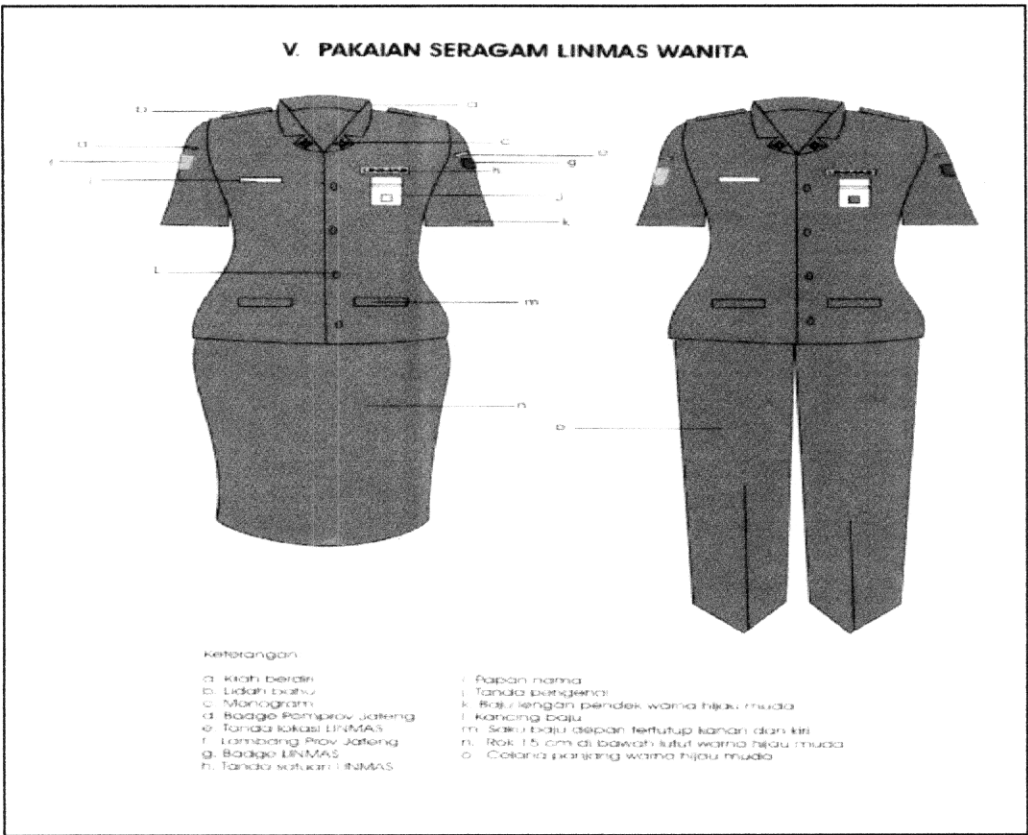 V. PAKAIAN SERAGAM LINMAS WANITA
b
a
d
c
e
f
g
h
i
j
k
L
m
n
Keterangan
a. Krah berdiri
b. Lidah bahu
c. Monogram
d. Badge Pemprov Jateng
e. Tanda lokasi LINMAS
f. Lambang Prov Jateng
g. Badge LINMAS
h. Tanda satuan LINMAS
i. Papan nama
j. Tanda pengenal
k. Baju lengan pendek warna hijau muda
l. Kancing baju
m. Saku baju depan tertutup kanan dan kiri
n. Rok 15 cm di bawah lutut warna hijau muda
o. Celana panjang warna hijau muda